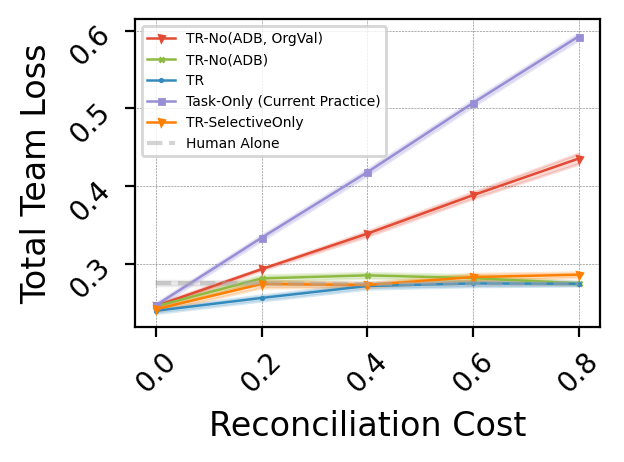 Total Team Loss
0.6
0.5
0.4
0.3
TR-No(ADB, OrgVal)
TR-No(ADB)
TR
Task-Only (Current Practice)
TR-SelectiveOnly
Human Alone
0.0 0.2 0.4 0.6 0.8
Reconciliation Cost